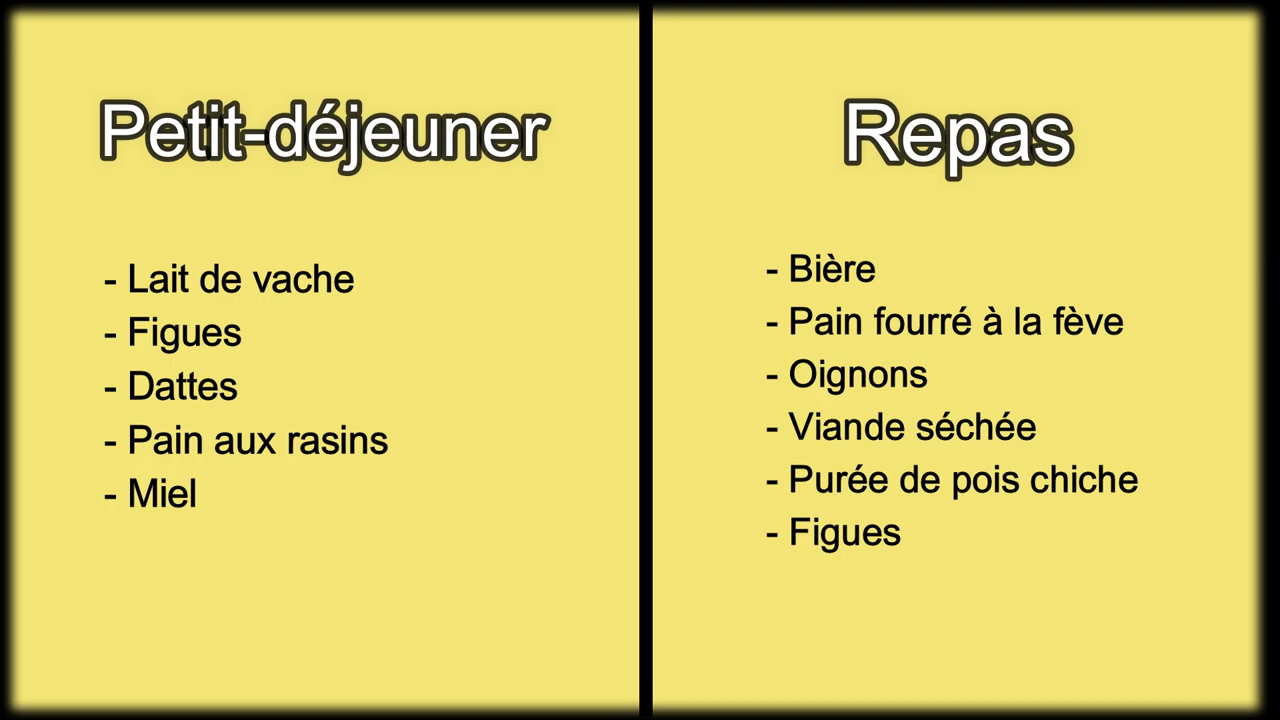 Petit-déjeuner
- Lait de vache
- Figues
- Dattes
- Pain aux rasins
- Miel
Repas
- Bière
- Pain fourré à la fève
- Oignons
- Viande séchée
- Purée de pois chiche
- Figues